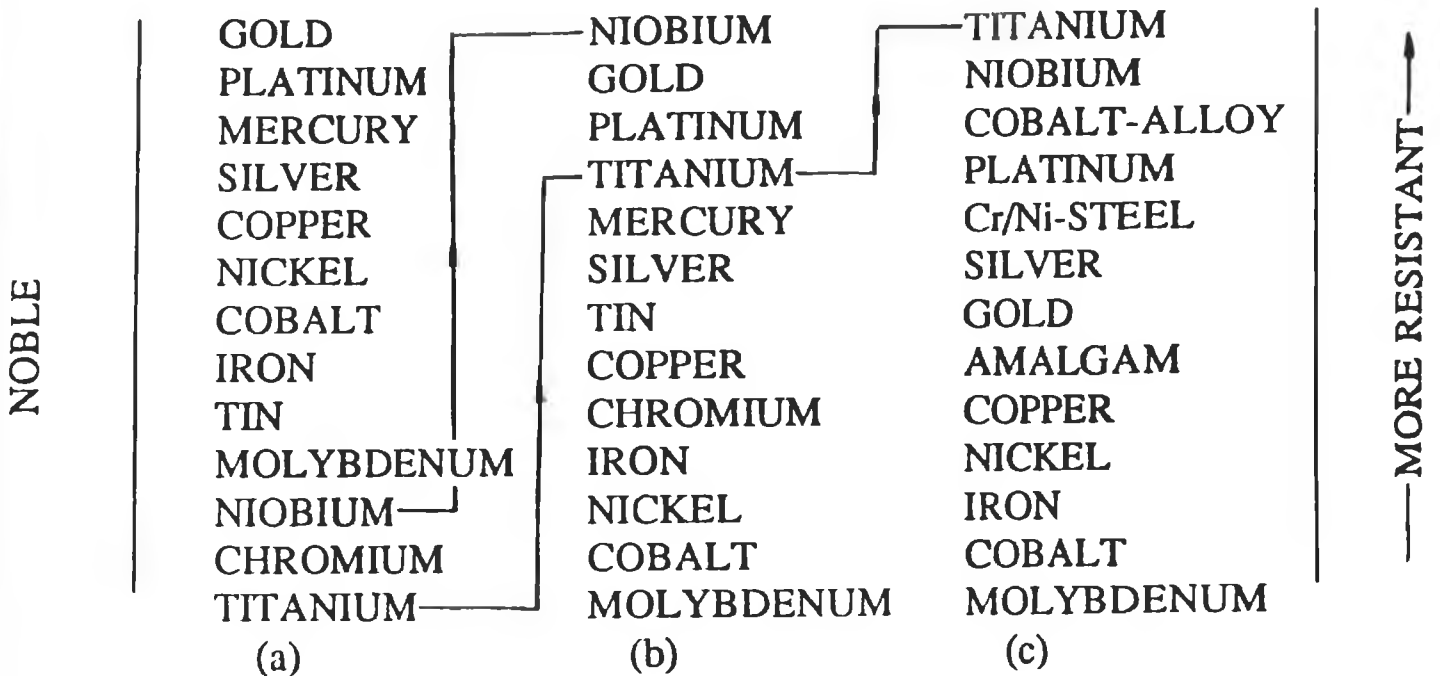 NOBLE
GOLD
PLATINUM
MERCURY
SILVER
COPPER
NICKEL
COBALT
IRON
TIN
MOLYBDENUM
NIOBIUM
CHROMIUM
TITANIUM
(a)
NIOBIUM
GOLD
PLATINUM
TITANIUM
MERCURY
SILVER
TIN
COPPER
CHROMIUM
IRON
NICKEL
COBALT
MOLYBDENUM
(b)
TITANIUM
NIOBIUM
COBALT-ALLOY
PLATINUM
Cr/Ni-STEEL
SILVER
GOLD
AMALGAM
COPPER
NICKEL
IRON
COBALT
MOLYBDENUM
(c)
MORE RESISTANT